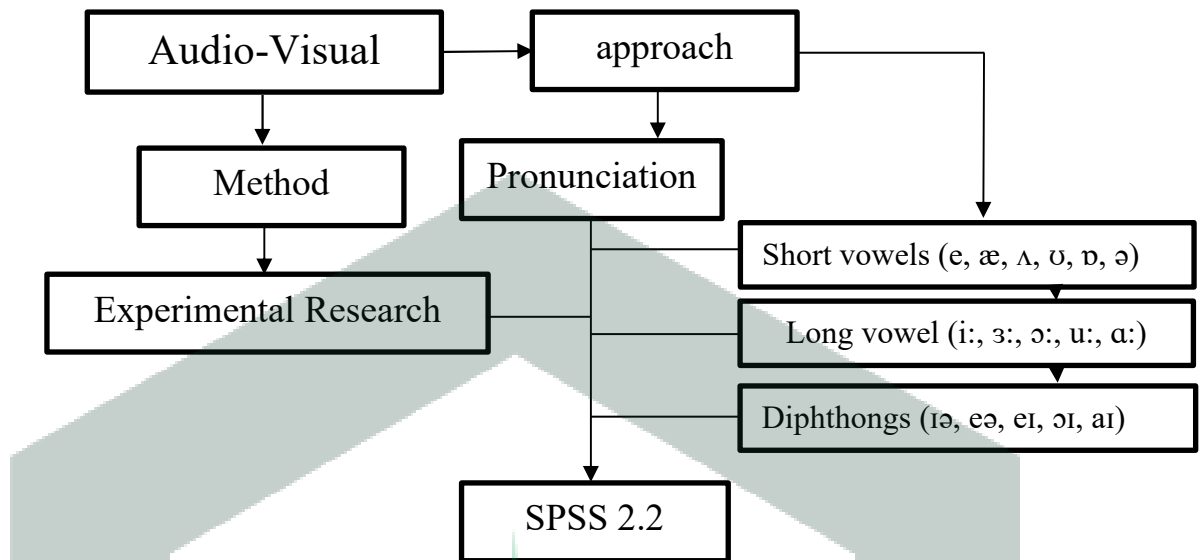 Audio-Visual
approach
Method
Pronunciation
Short vowels (e, æ, ʌ, ʊ, ɒ, ə)
Experimental Research
Long vowel (i:, ɜ:, ɔ:, u:, ɑ:)
Diphthongs (ɪə, eə, eɪ, ɔɪ, aɪ)
SPSS 2.2